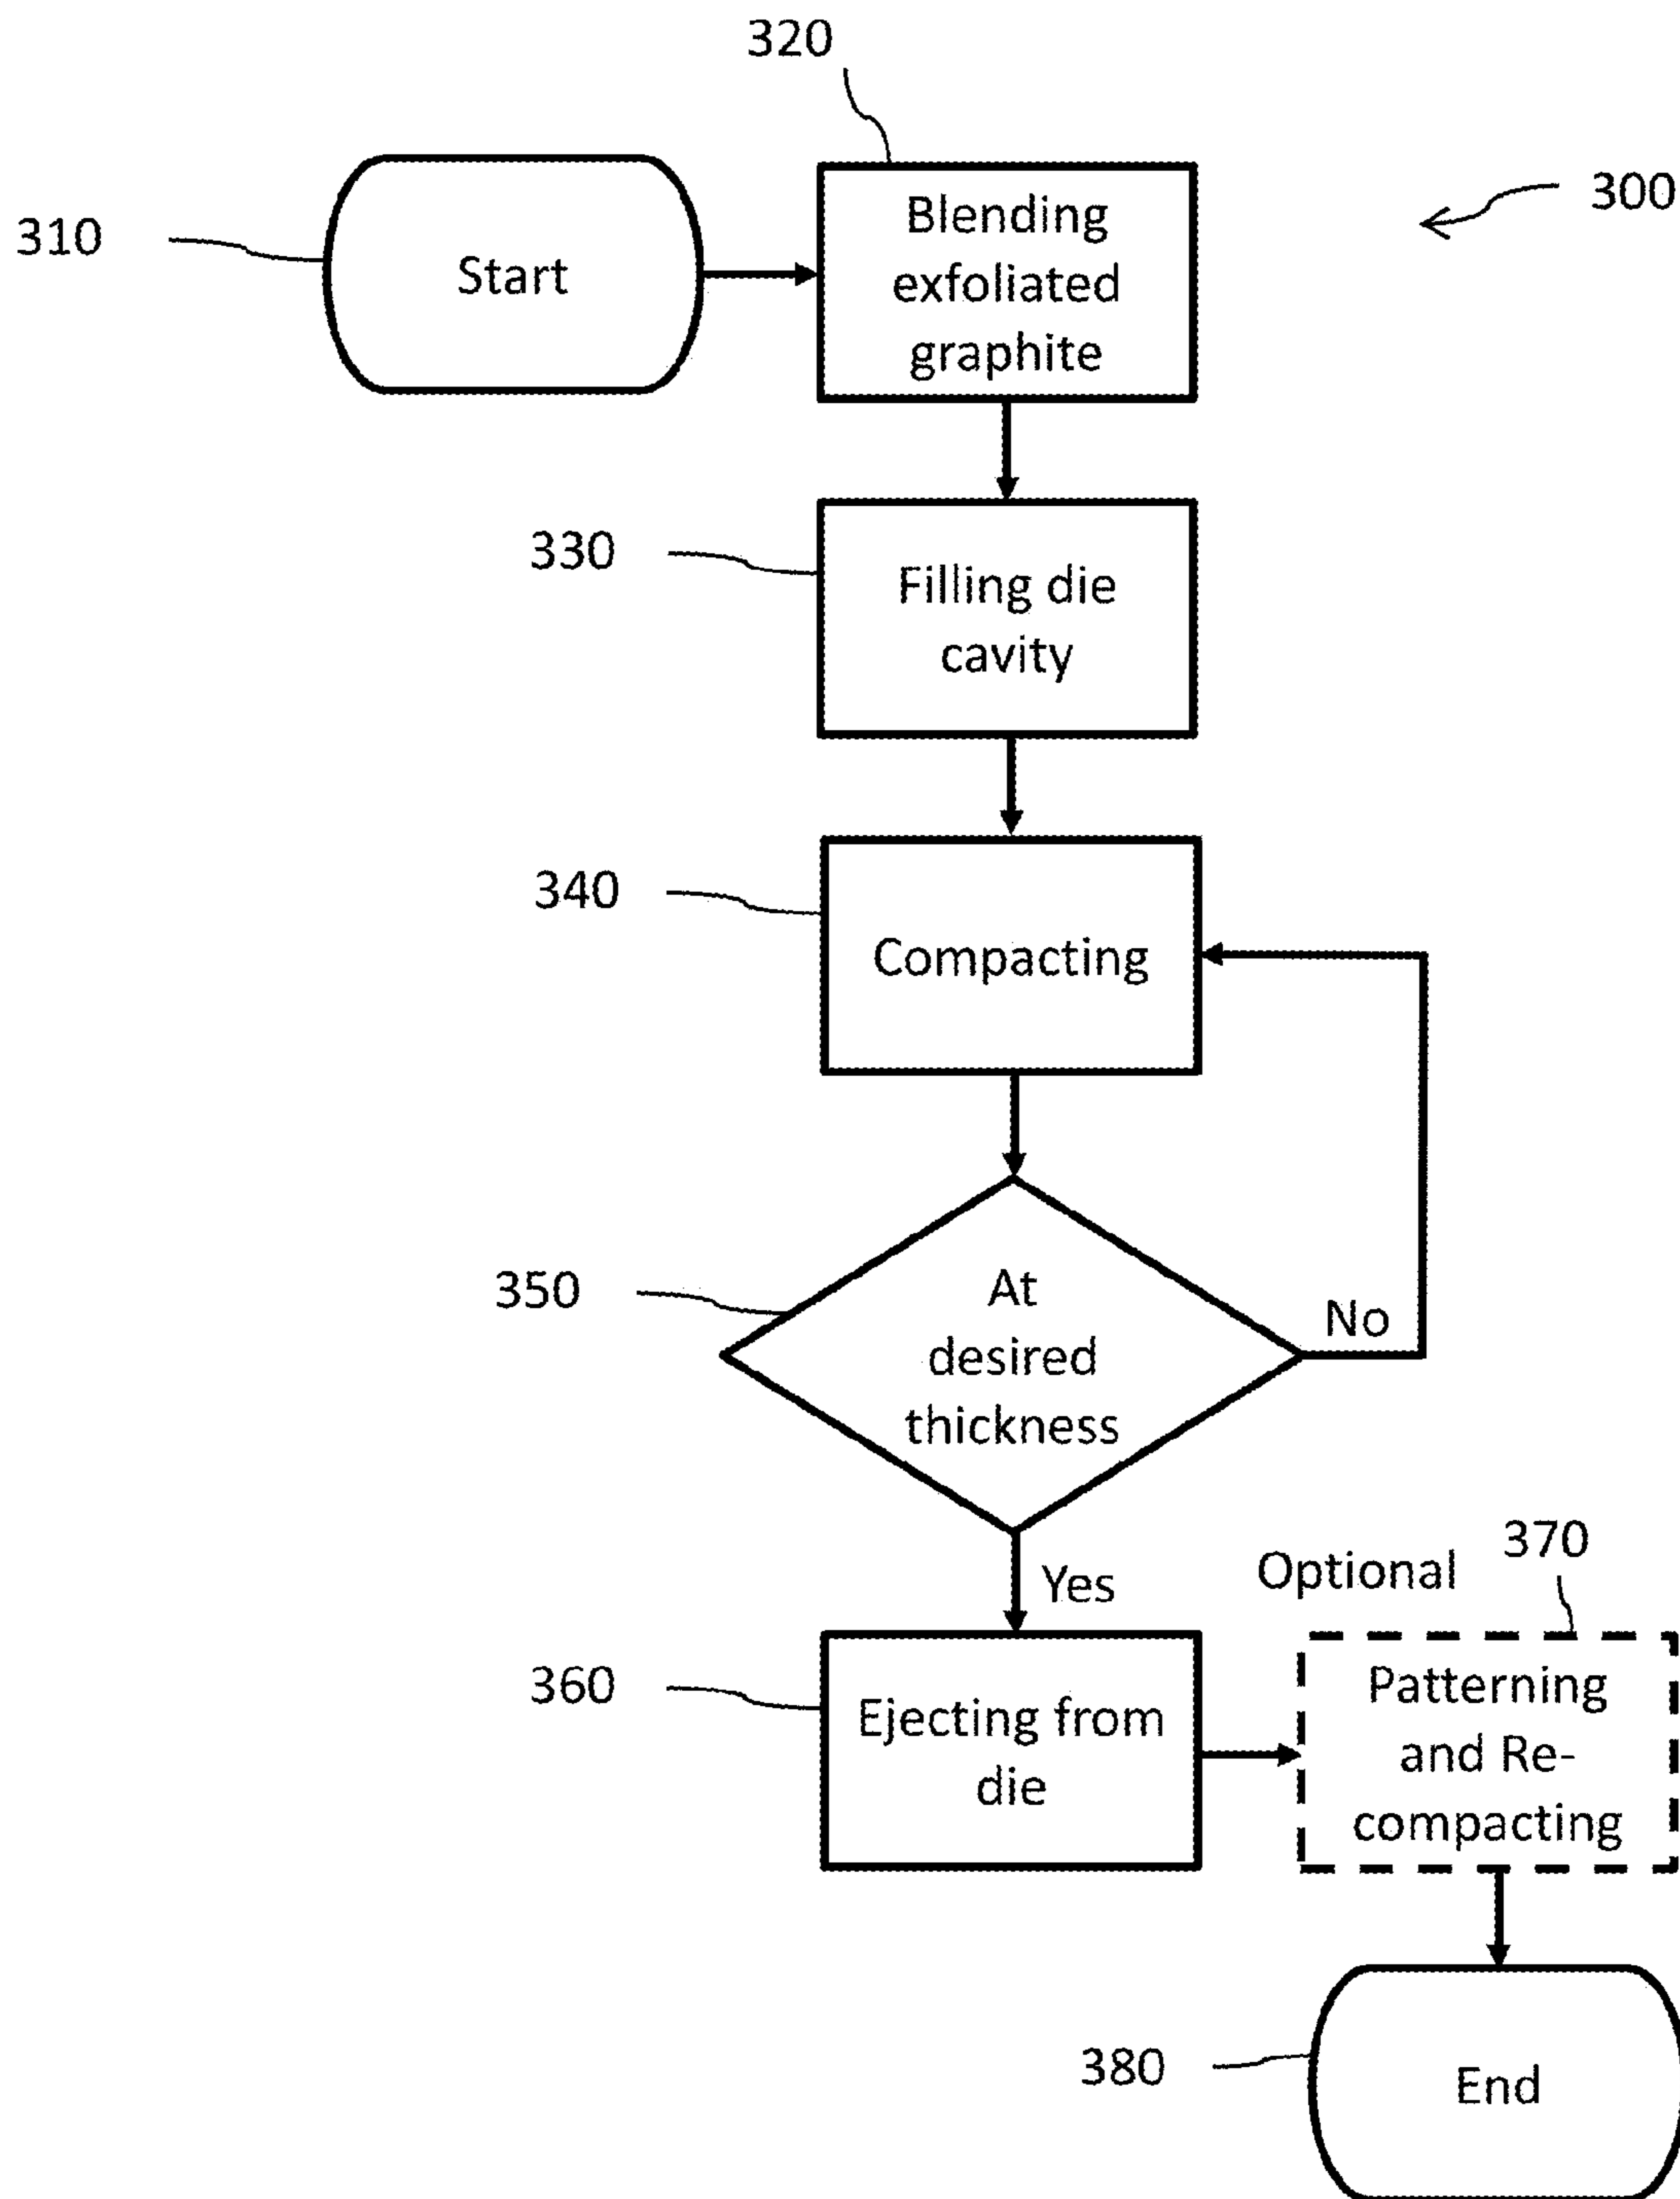 320
300
310
Start
Blending
exfoliated
graphite
330
Filling die
cavity
340
Compacting
350
At
desired
thickness
No
Yes
Optional 370
360
Ejecting from
die
Patterning
and Re-
compacting
380
End